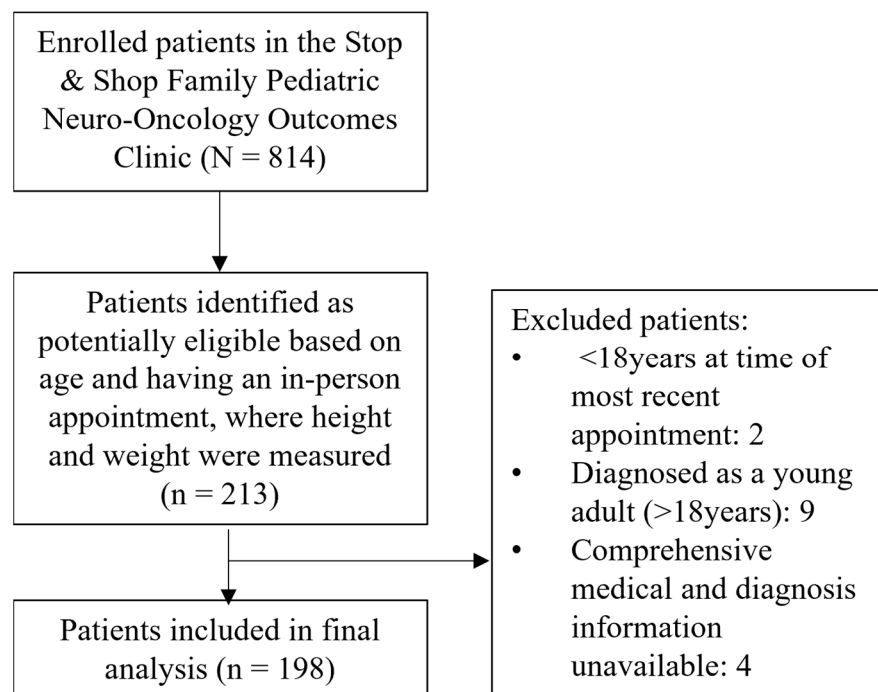 Enrolled patients in the Stop
& Shop Family Pediatric
Neuro-Oncology Outcomes
Clinic (N = 814)
Patients identified as
potentially eligible based on
age and having an in-person
appointment, where height
and weight were measured
(n = 213)
Excluded patients:
• <18years at time of
most recent
appointment: 2
• Diagnosed as a young
adult (>18years): 9
• Comprehensive
medical and diagnosis
information
unavailable: 4
Patients included in final
analysis (n = 198)